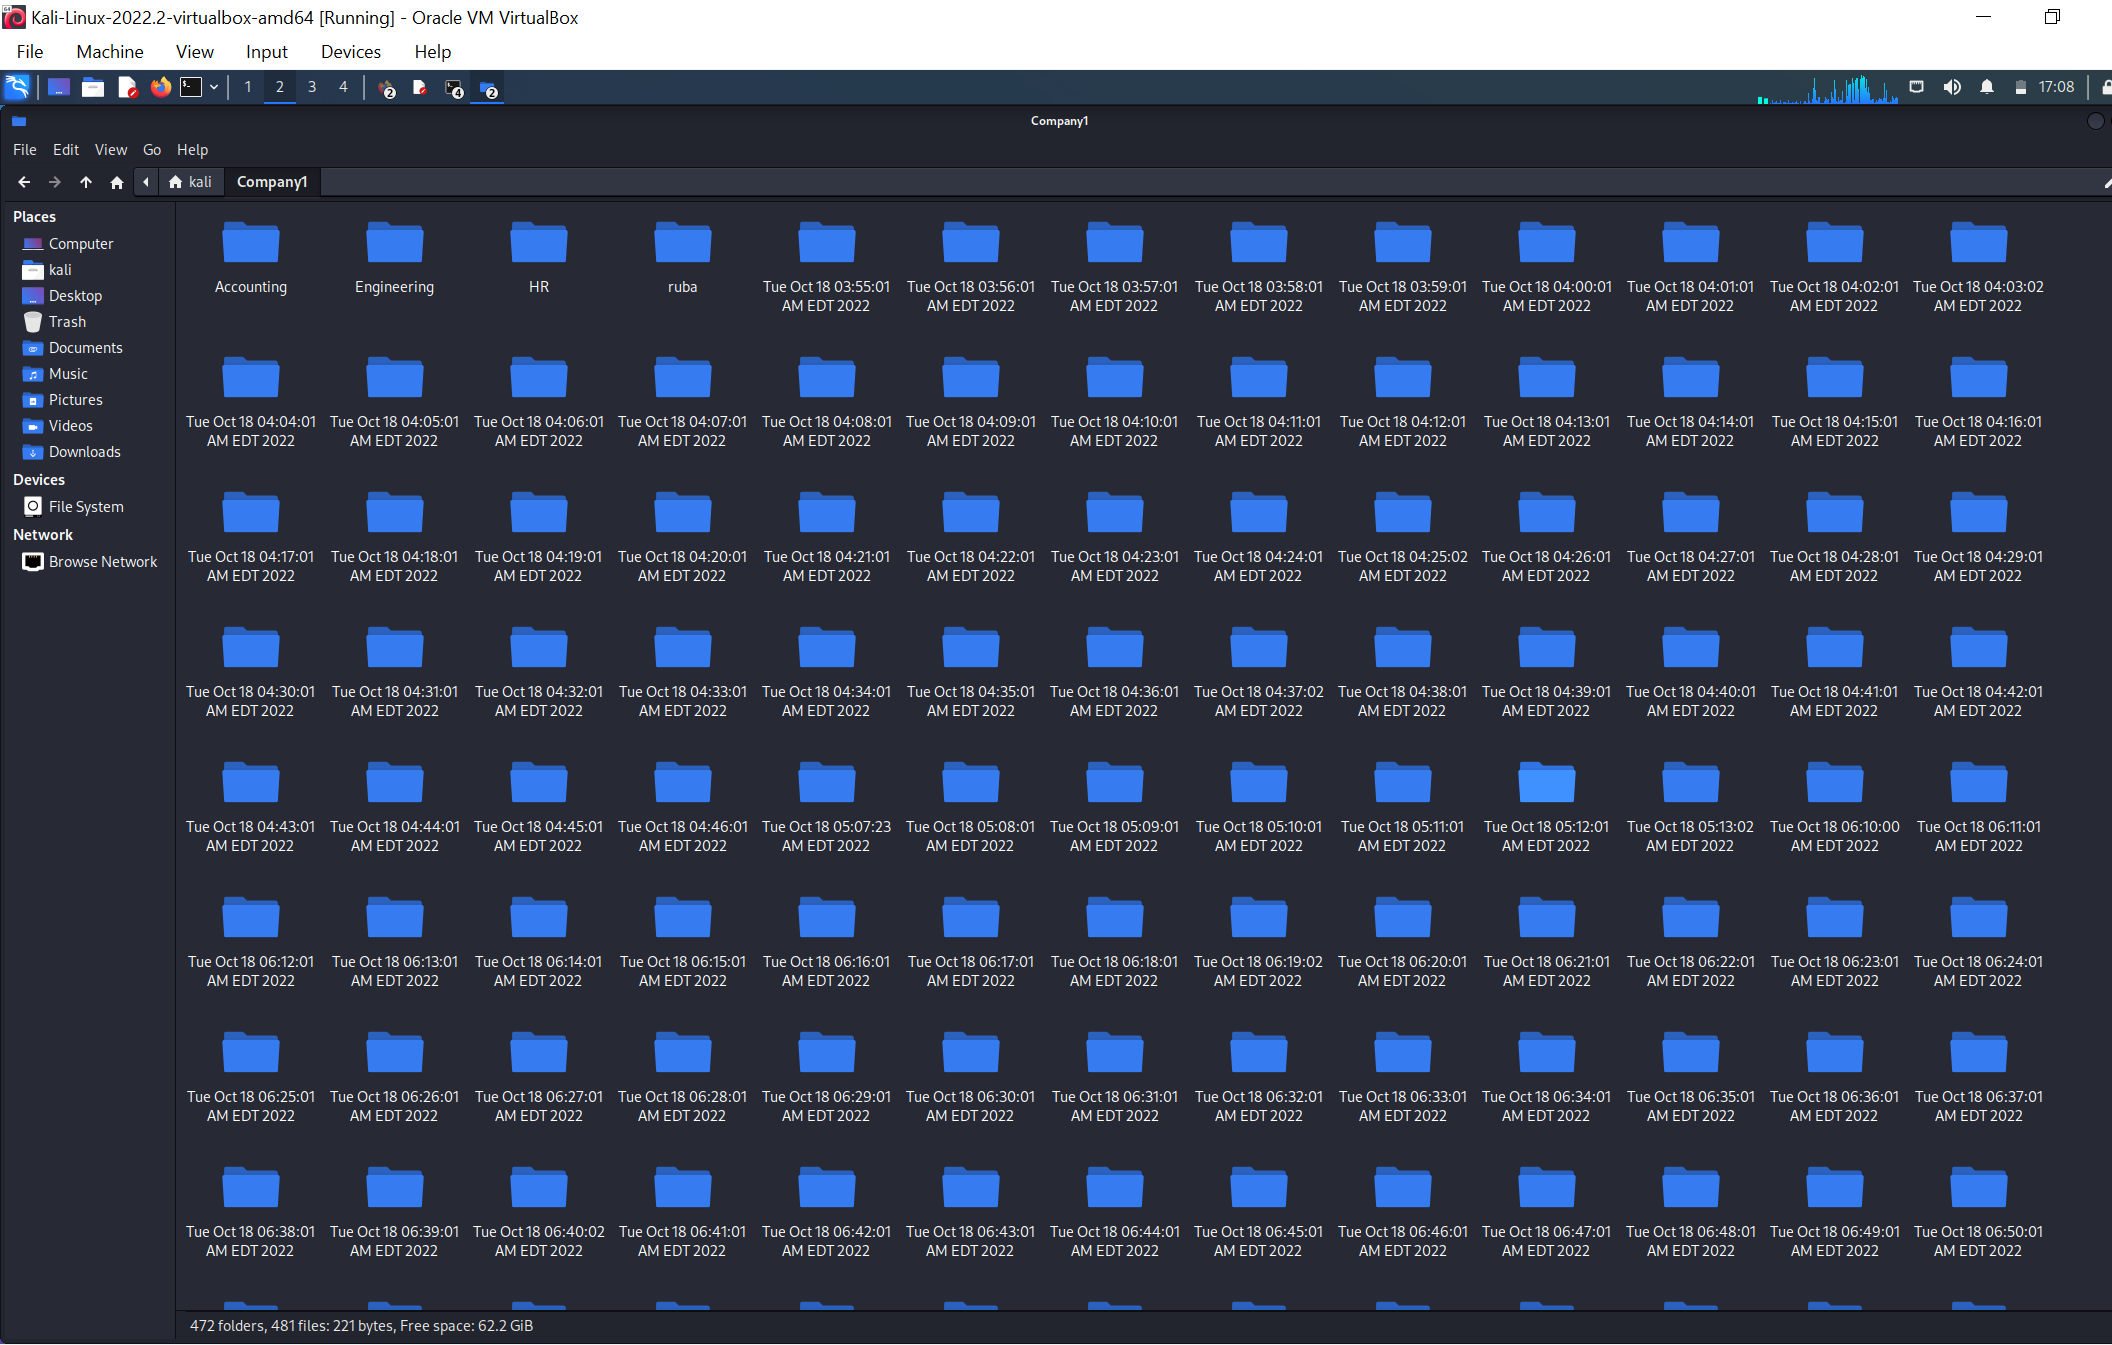 Kali-Linux-2022.2-virtualbox-amd64 [Running] - Oracle VM VirtualBox
File Machine View Input Devices Help
1 2 3 4 2 4 2 17:08
Company1
File Edit View Go Help
kali Company1
Places
Computer
kali
Desktop
Trash
Documents
Music
Pictures
Videos
Downloads
Devices
File System
Network
Browse Network
Accounting Engineering HR ruba Tue Oct 18 03:55:01 Tue Oct 18 03:56:01 Tue Oct 18 03:57:01 Tue Oct 18 03:58:01 Tue Oct 18 03:59:01 Tue Oct 18 04:00:01 Tue Oct 18 04:01:01 Tue Oct 18 04:02:01 Tue Oct 18 04:03:02
AM EDT 2022 AM EDT 2022 AM EDT 2022 AM EDT 2022 AM EDT 2022 AM EDT 2022 AM EDT 2022 AM EDT 2022 AM EDT 2022
Tue Oct 18 04:04:01 Tue Oct 18 04:05:01 Tue Oct 18 04:06:01 Tue Oct 18 04:07:01 Tue Oct 18 04:08:01 Tue Oct 18 04:09:01 Tue Oct 18 04:10:01 Tue Oct 18 04:11:01 Tue Oct 18 04:12:01 Tue Oct 18 04:13:01 Tue Oct 18 04:14:01 Tue Oct 18 04:15:01 Tue Oct 18 04:16:01
AM EDT 2022 AM EDT 2022 AM EDT 2022 AM EDT 2022 AM EDT 2022 AM EDT 2022 AM EDT 2022 AM EDT 2022 AM EDT 2022 AM EDT 2022 AM EDT 2022 AM EDT 2022 AM EDT 2022
Tue Oct 18 04:17:01 Tue Oct 18 04:18:01 Tue Oct 18 04:19:01 Tue Oct 18 04:20:01 Tue Oct 18 04:21:01 Tue Oct 18 04:22:01 Tue Oct 18 04:23:01 Tue Oct 18 04:24:01 Tue Oct 18 04:25:02 Tue Oct 18 04:26:01 Tue Oct 18 04:27:01 Tue Oct 18 04:28:01 Tue Oct 18 04:29:01
AM EDT 2022 AM EDT 2022 AM EDT 2022 AM EDT 2022 AM EDT 2022 AM EDT 2022 AM EDT 2022 AM EDT 2022 AM EDT 2022 AM EDT 2022 AM EDT 2022 AM EDT 2022 AM EDT 2022
Tue Oct 18 04:30:01 Tue Oct 18 04:31:01 Tue Oct 18 04:32:01 Tue Oct 18 04:33:01 Tue Oct 18 04:34:01 Tue Oct 18 04:35:01 Tue Oct 18 04:36:01 Tue Oct 18 04:37:02 Tue Oct 18 04:38:01 Tue Oct 18 04:39:01 Tue Oct 18 04:40:01 Tue Oct 18 04:41:01 Tue Oct 18 04:42:01
AM EDT 2022 AM EDT 2022 AM EDT 2022 AM EDT 2022 AM EDT 2022 AM EDT 2022 AM EDT 2022 AM EDT 2022 AM EDT 2022 AM EDT 2022 AM EDT 2022 AM EDT 2022 AM EDT 2022
Tue Oct 18 04:43:01 Tue Oct 18 04:44:01 Tue Oct 18 04:45:01 Tue Oct 18 04:46:01 Tue Oct 18 05:07:23 Tue Oct 18 05:08:01 Tue Oct 18 05:09:01 Tue Oct 18 05:10:01 Tue Oct 18 05:11:01 Tue Oct 18 05:12:01 Tue Oct 18 05:13:02 Tue Oct 18 06:10:00 Tue Oct 18 06:11:01
AM EDT 2022 AM EDT 2022 AM EDT 2022 AM EDT 2022 AM EDT 2022 AM EDT 2022 AM EDT 2022 AM EDT 2022 AM EDT 2022 AM EDT 2022 AM EDT 2022 AM EDT 2022 AM EDT 2022
Tue Oct 18 06:12:01 Tue Oct 18 06:13:01 Tue Oct 18 06:14:01 Tue Oct 18 06:15:01 Tue Oct 18 06:16:01 Tue Oct 18 06:17:01 Tue Oct 18 06:18:01 Tue Oct 18 06:19:02 Tue Oct 18 06:20:01 Tue Oct 18 06:21:01 Tue Oct 18 06:22:01 Tue Oct 18 06:23:01 Tue Oct 18 06:24:01
AM EDT 2022 AM EDT 2022 AM EDT 2022 AM EDT 2022 AM EDT 2022 AM EDT 2022 AM EDT 2022 AM EDT 2022 AM EDT 2022 AM EDT 2022 AM EDT 2022 AM EDT 2022 AM EDT 2022
Tue Oct 18 06:25:01 Tue Oct 18 06:26:01 Tue Oct 18 06:27:01 Tue Oct 18 06:28:01 Tue Oct 18 06:29:01 Tue Oct 18 06:30:01 Tue Oct 18 06:31:01 Tue Oct 18 06:32:01 Tue Oct 18 06:33:01 Tue Oct 18 06:34:01 Tue Oct 18 06:35:01 Tue Oct 18 06:36:01 Tue Oct 18 06:37:01
AM EDT 2022 AM EDT 2022 AM EDT 2022 AM EDT 2022 AM EDT 2022 AM EDT 2022 AM EDT 2022 AM EDT 2022 AM EDT 2022 AM EDT 2022 AM EDT 2022 AM EDT 2022 AM EDT 2022
Tue Oct 18 06:38:01 Tue Oct 18 06:39:01 Tue Oct 18 06:40:02 Tue Oct 18 06:41:01 Tue Oct 18 06:42:01 Tue Oct 18 06:43:01 Tue Oct 18 06:44:01 Tue Oct 18 06:45:01 Tue Oct 18 06:46:01 Tue Oct 18 06:47:01 Tue Oct 18 06:48:01 Tue Oct 18 06:49:01 Tue Oct 18 06:50:01
AM EDT 2022 AM EDT 2022 AM EDT 2022 AM EDT 2022 AM EDT 2022 AM EDT 2022 AM EDT 2022 AM EDT 2022 AM EDT 2022 AM EDT 2022 AM EDT 2022 AM EDT 2022 AM EDT 2022
472 folders, 481 files: 221 bytes, Free space: 62.2 GiB